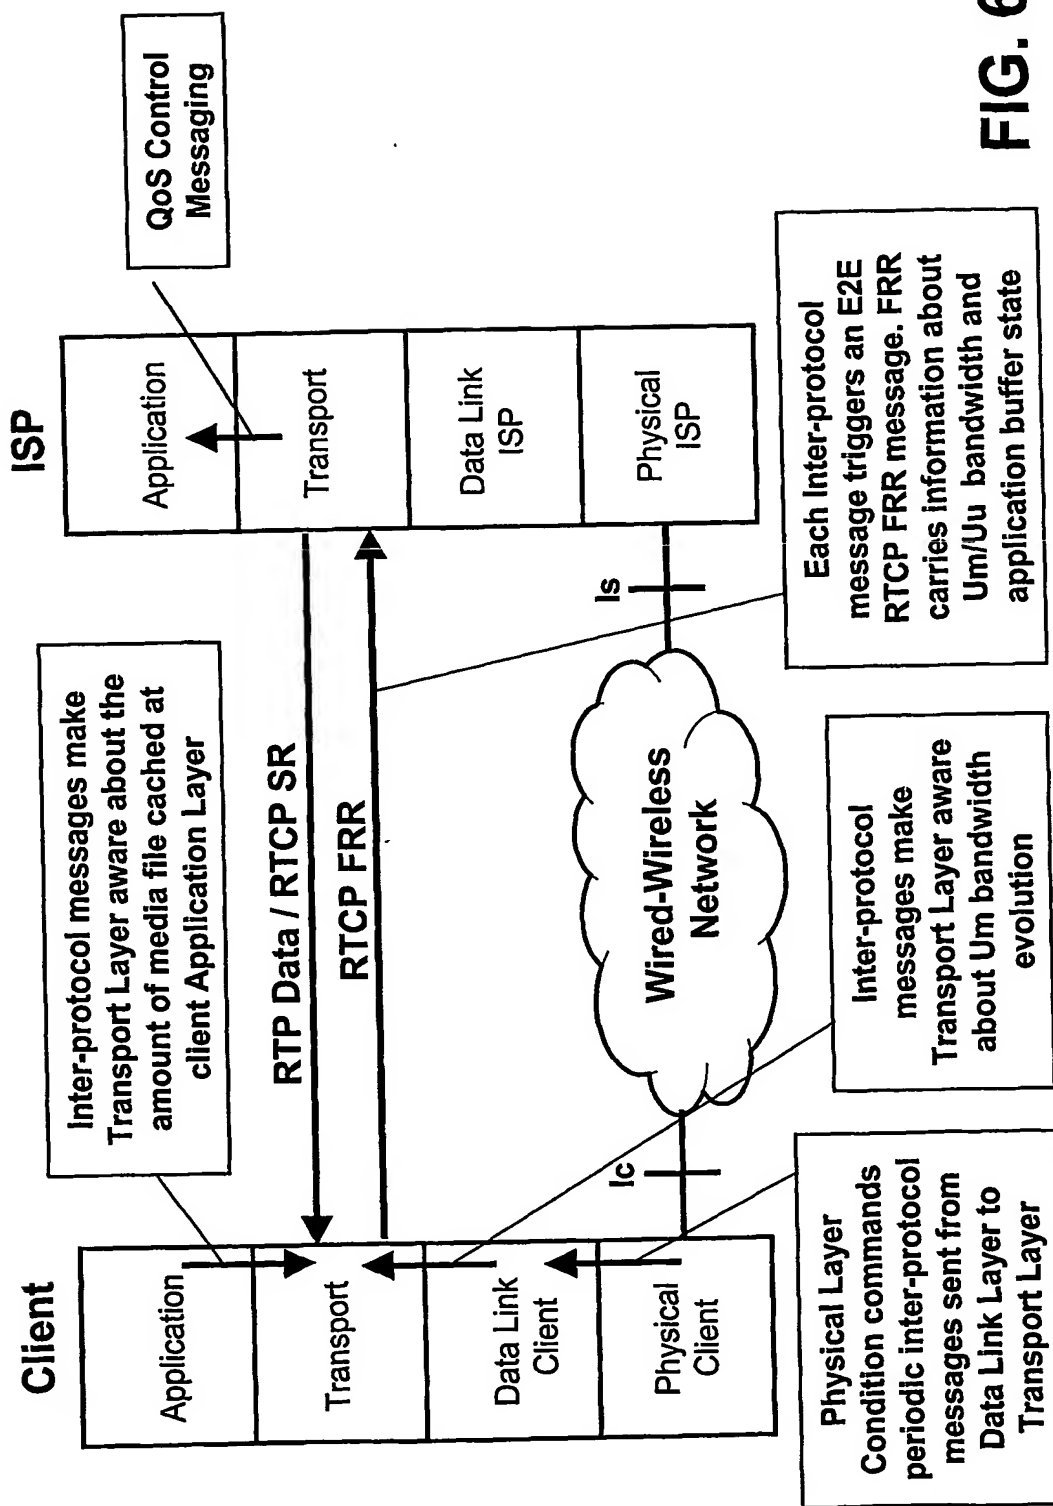 Client
ISP
Application
Transport
Data Link
Client
Physical
Client
Inter-protocol messages make
Transport Layer aware about the
amount of media file cached at
client Application Layer
RTP Data / RTCP SR
RTCP FRR
Application
Transport
Data Link
ISP
Physical
ISP
QoS Control
Messaging
Ic
Wired-Wireless
Network
Is
Physical Layer
Condition commands
periodic inter-protocol
messages sent from
Data Link Layer to
Transport Layer
Inter-protocol
messages make
Transport Layer aware
about Um bandwidth
evolution
Each Inter-protocol
message triggers an E2E
RTCP FRR message. FRR
carries information about
Um/Uu bandwidth and
application buffer state
FIG. 6